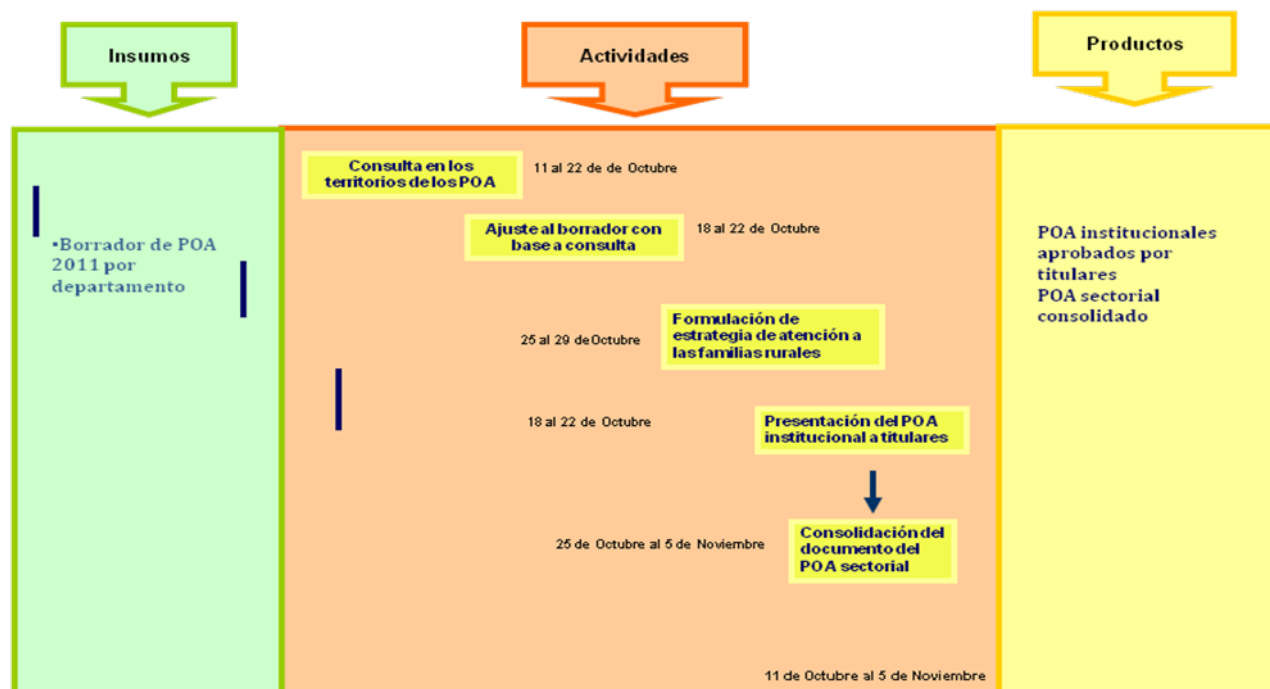 Insumos
Actividades
Productos
Consulta en los
territorios de los POA
11 al 22 de de Octubre
Ajuste al borrador con
base a consulta
18 al 22 de Octubre
•Borrador de POA
2011 por
departamento
POA institucionales
aprobados por
titulares
POA sectorial
consolidado
25 al 29 de Octubre
Formulación de
estrategia de atención a
las familias rurales
18 al 22 de Octubre
Presentación del POA
institucional a titulares
25 de Octubre al 5 de Noviembre
Consolidación del
documento del
POA sectorial
11 de Octubre al 5 de Noviembre